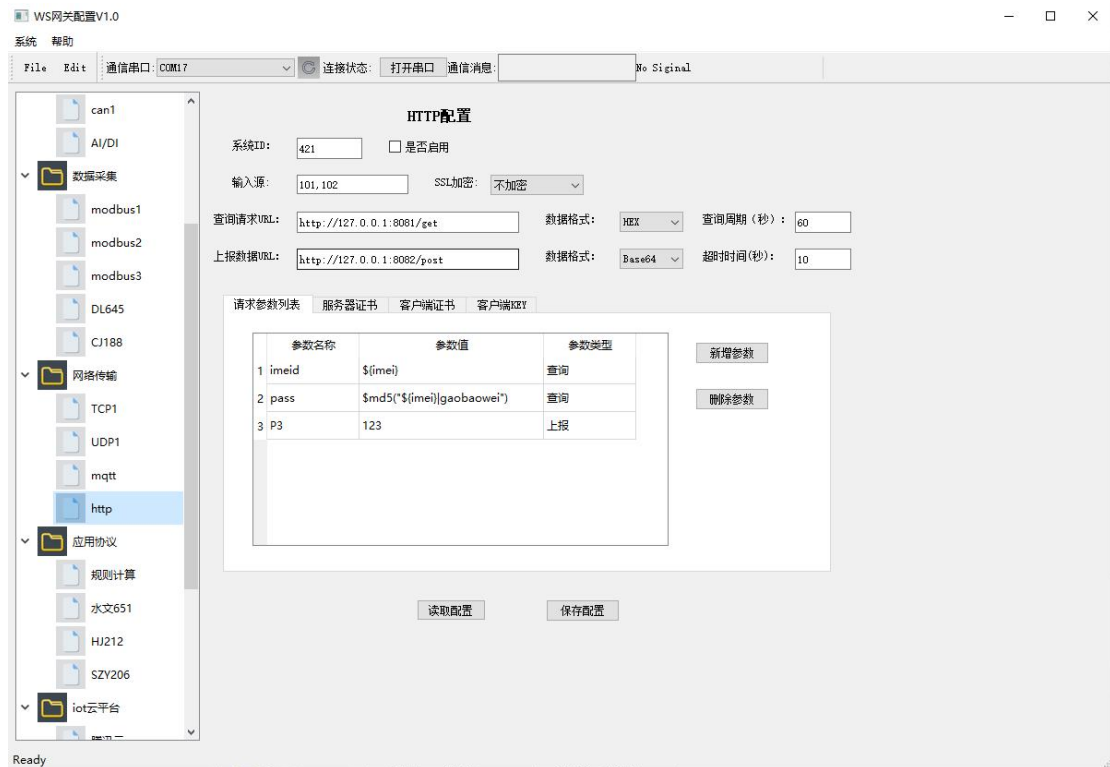 WS网关配置V1.0
系统 帮助
File Edit 通信串口: COM17 连接状态: 打开串口 通信消息: No Siginal
can1
AI/DI
数据采集
modbus1
modbus2
modbus3
DL645
CJ188
网络传输
TCP1
UDP1
mqtt
http
应用协议
规则计算
水文651
HJ212
SZY206
iot云平台
HTTP配置
系统ID: 421 是否启用
输入源: 101,102 SSL加密: 不加密
查询请求URL: http://127.0.0.1:8081/get 数据格式: HEX 查询周期（秒）: 60
上报数据URL: http://127.0.0.1:8082/post 数据格式: Base64 超时时间(秒): 10
请求参数列表 服务器证书 客户端证书 客户端KEY
参数名称 参数值 参数类型
1 imeid ${imei} 查询
2 pass $md5("${imei}|gaobaowei") 查询
3 P3 123 上报
新增参数
删除参数
读取配置 保存配置
Ready